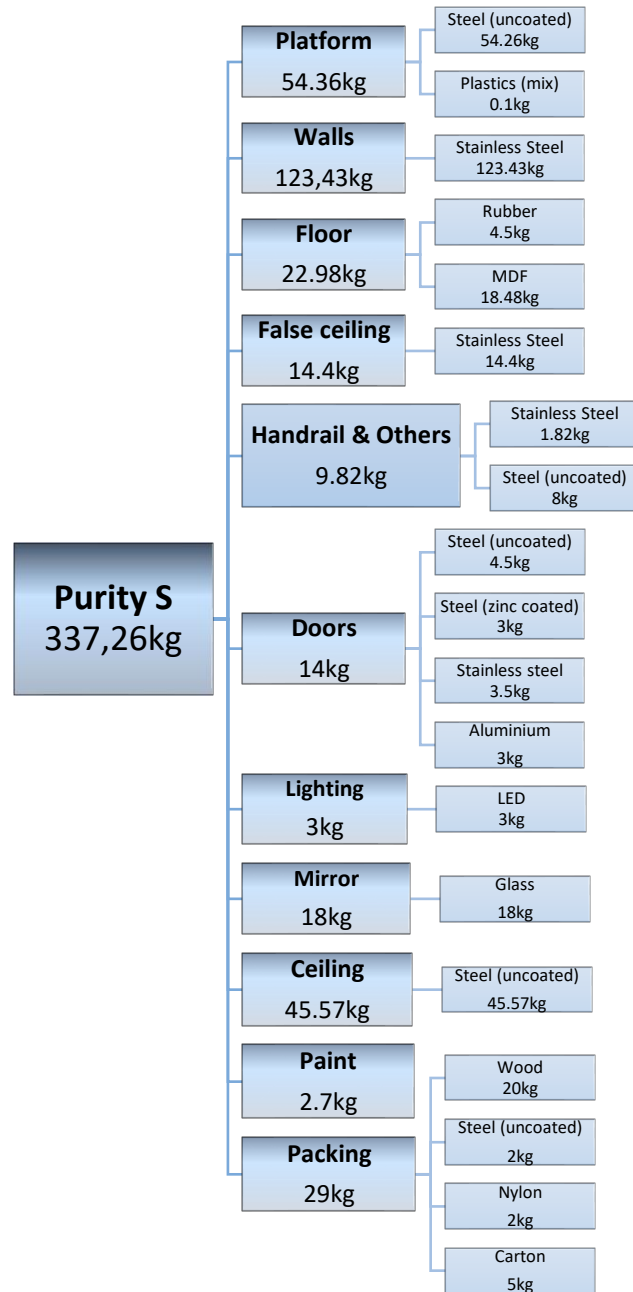 Purity S
337,26kg
Platform
54.36kg
Steel (uncoated)
54.26kg
Plastics (mix)
0.1kg
Walls
123,43kg
Stainless Steel
123.43kg
Floor
22.98kg
Rubber
4.5kg
MDF
18.48kg
False ceiling
14.4kg
Stainless Steel
14.4kg
Handrail & Others
9.82kg
Stainless Steel
1.82kg
Steel (uncoated)
8kg
Doors
14kg
Steel (uncoated)
4.5kg
Steel (zinc coated)
3kg
Stainless steel
3.5kg
Aluminium
3kg
Lighting
3kg
LED
3kg
Mirror
18kg
Glass
18kg
Ceiling
45.57kg
Steel (uncoated)
45.57kg
Paint
2.7kg
Packing
29kg
Wood
20kg
Steel (uncoated)
2kg
Nylon
2kg
Carton
5kg